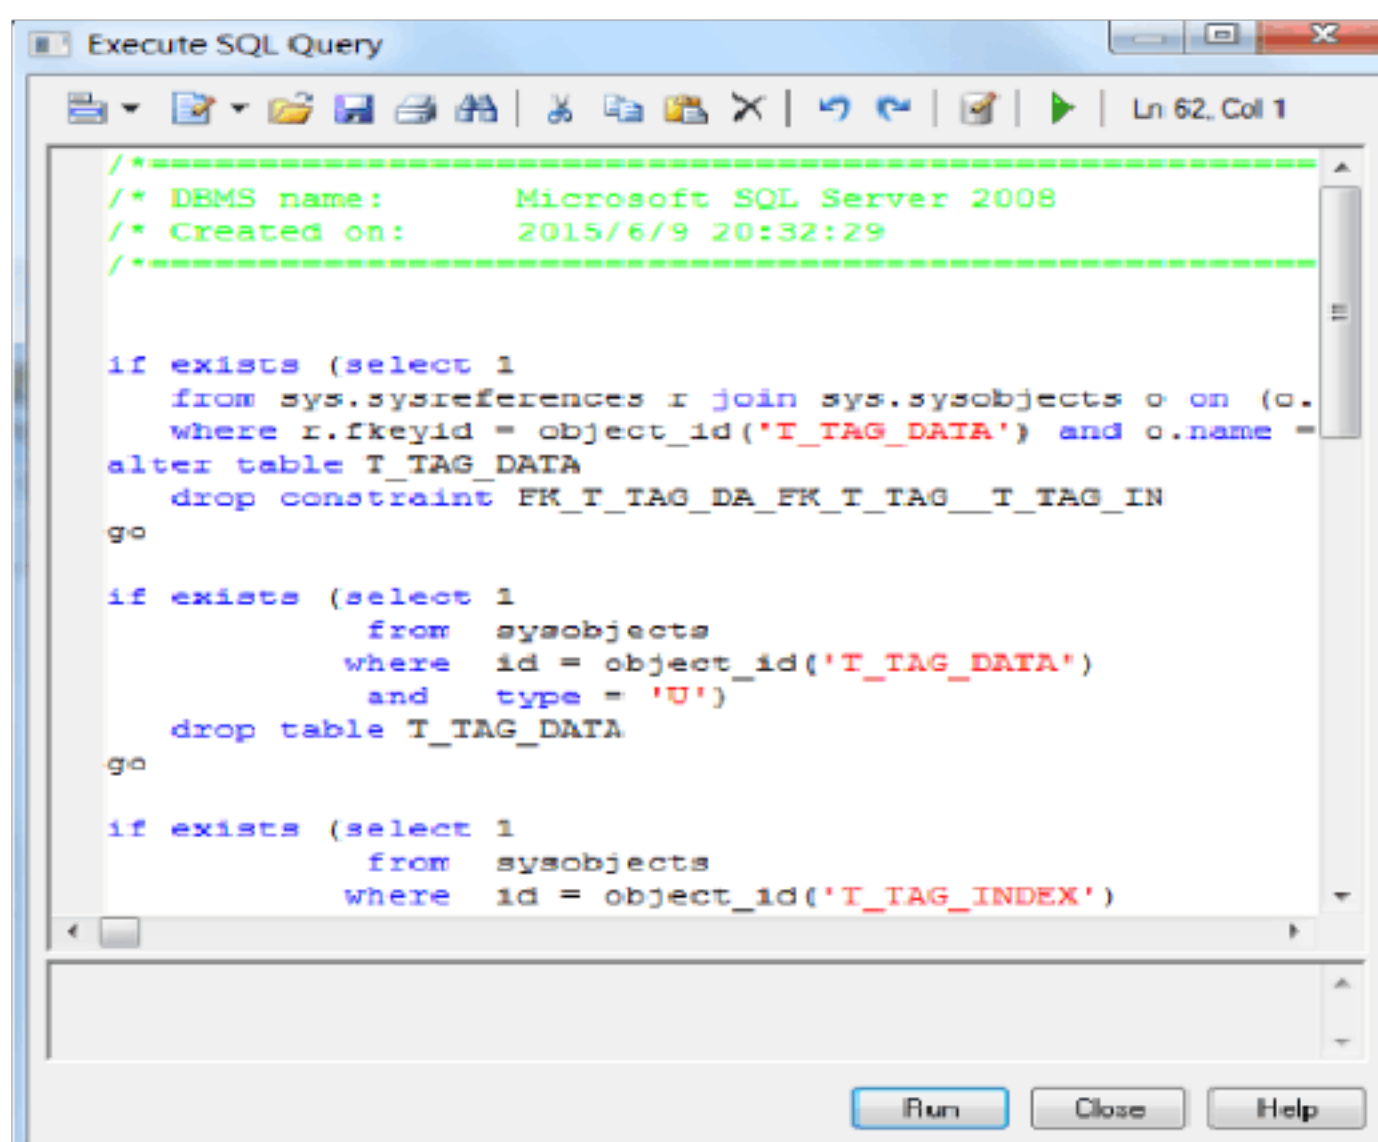 Execute SQL Query
Ln 62, Col 1
/*======================================================
/* DBMS name:      Microsoft SQL Server 2008
/* Created on:     2015/6/9 20:32:29
/*======================================================
if exists (select 1
   from sys.sysreferences r join sys.sysobjects o on (o.
   where r.fkeyid = object_id('T_TAG_DATA') and o.name =
alter table T_TAG_DATA
   drop constraint FK_T_TAG_DA_FK_T_TAG__T_TAG_IN
go
if exists (select 1
            from  sysobjects
           where  id = object_id('T_TAG_DATA')
            and   type = 'U')
   drop table T_TAG_DATA
go
if exists (select 1
            from  sysobjects
           where  id = object_id('T_TAG_INDEX')
Run Close Help